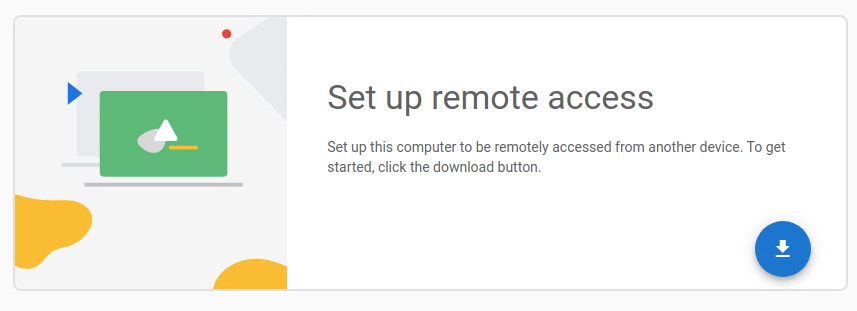 Set up remote access
Set up this computer to be remotely accessed from another device. To get
started, click the download button.